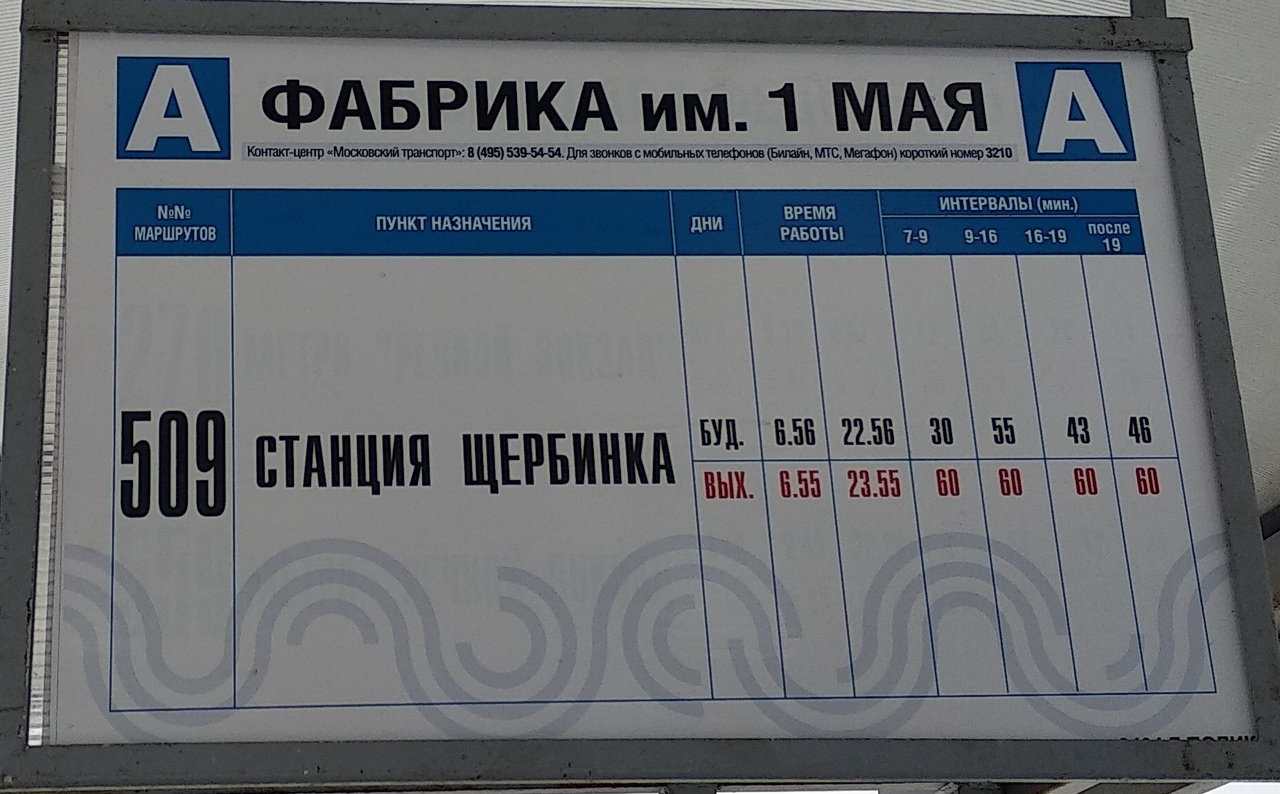 А ФАБРИКА им. 1 МАЯ А
Контакт-центр «Московский транспорт»: 8 (495) 539-54-54. Для звонков с мобильных телефонов (Билайн, МТС, Мегафон) короткий номер 3210
№№ МАРШРУТОВ
ПУНКТ НАЗНАЧЕНИЯ
ДНИ
ВРЕМЯ РАБОТЫ
ИНТЕРВАЛЫ (мин.)
7-9 9-16 16-19 после 19
509 СТАНЦИЯ ЩЕРБИНКА
БУД. 6.56 22.56 30 55 43 46
ВЫХ. 6.55 23.55 60 60 60 60